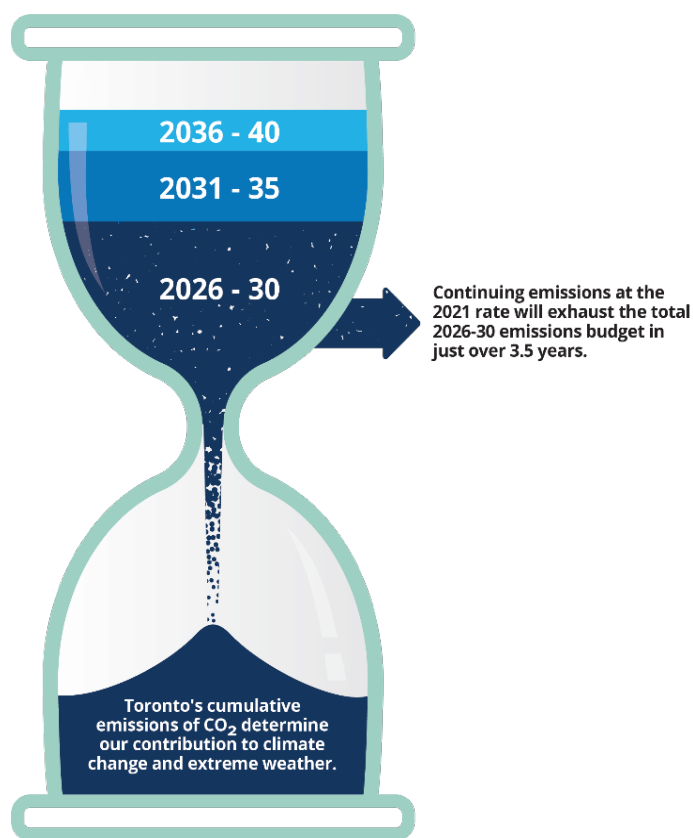 2036 - 40
2031 - 35
2026 - 30
Continuing emissions at the
2021 rate will exhaust the total
2026-30 emissions budget in
just over 3.5 years.
Toronto's cumulative
emissions of CO₂ determine
our contribution to climate
change and extreme weather.